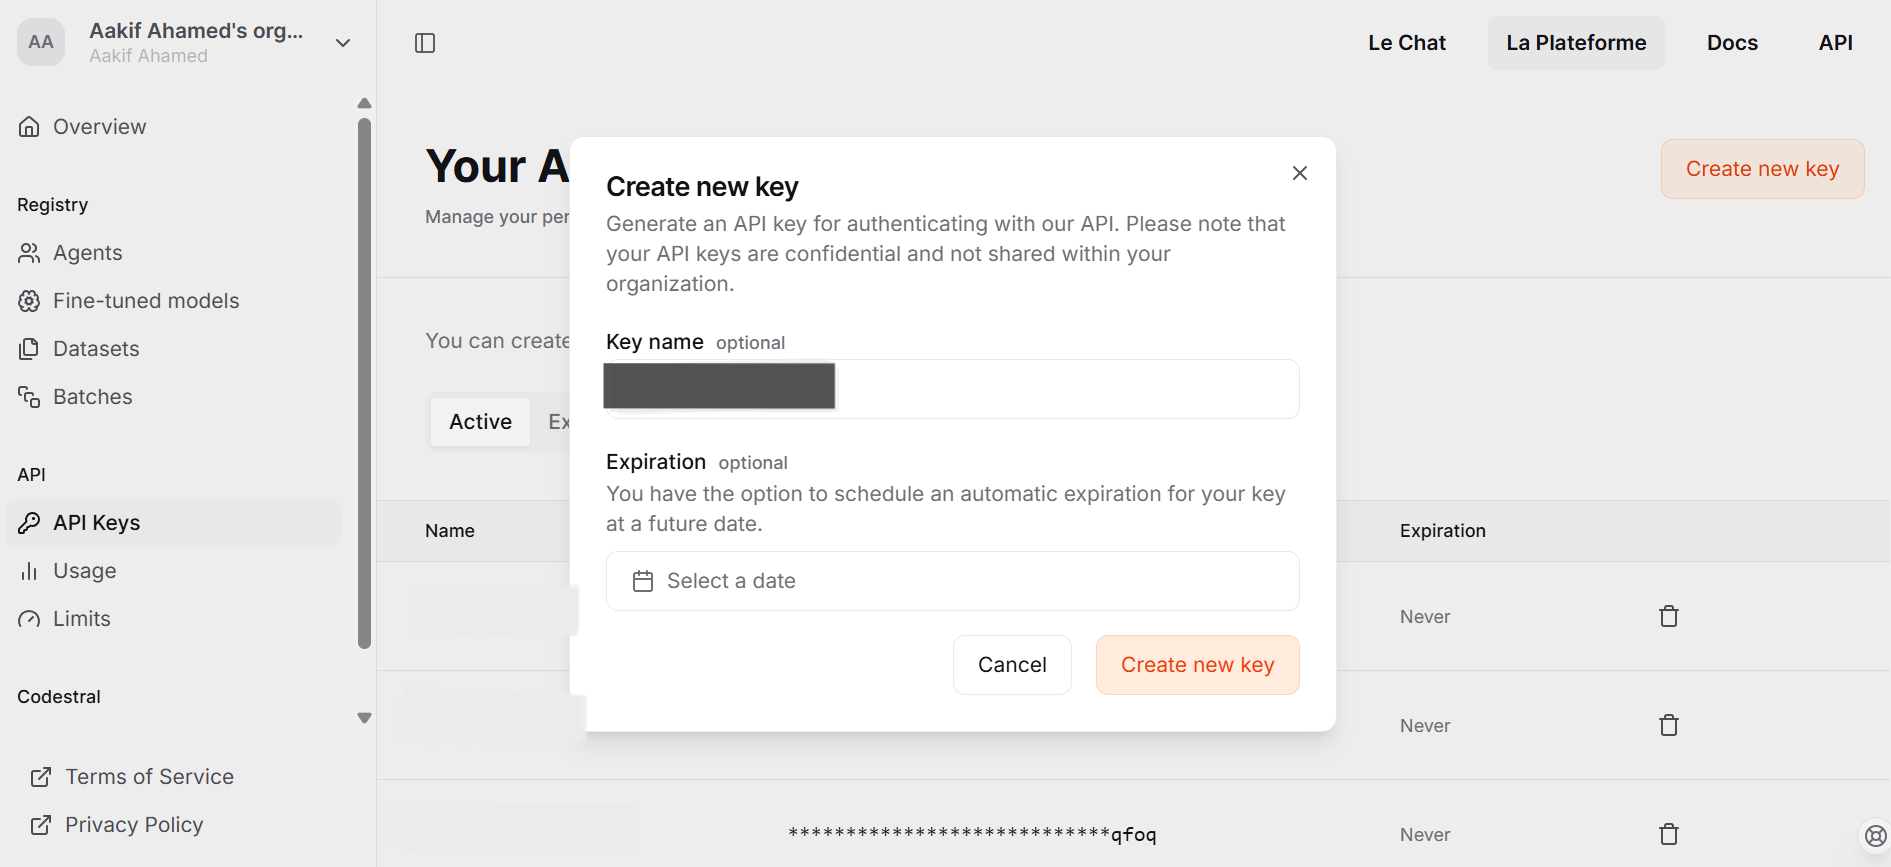 AA
Aakif Ahamed's org...
Aakif Ahamed
Le Chat
La Plateforme
Docs
API
Overview
Registry
Agents
Fine-tuned models
Datasets
Batches
API
API Keys
Usage
Limits
Codestral
Terms of Service
Privacy Policy
Your A
Manage your per
Create new key
You can create
Active
Ex
Name
Expiration
Never
Never
***************************qfoq
Never
Create new key
Generate an API key for authenticating with our API. Please note that
your API keys are confidential and not shared within your
organization.
Key name optional
Expiration optional
You have the option to schedule an automatic expiration for your key
at a future date.
Select a date
Cancel
Create new key